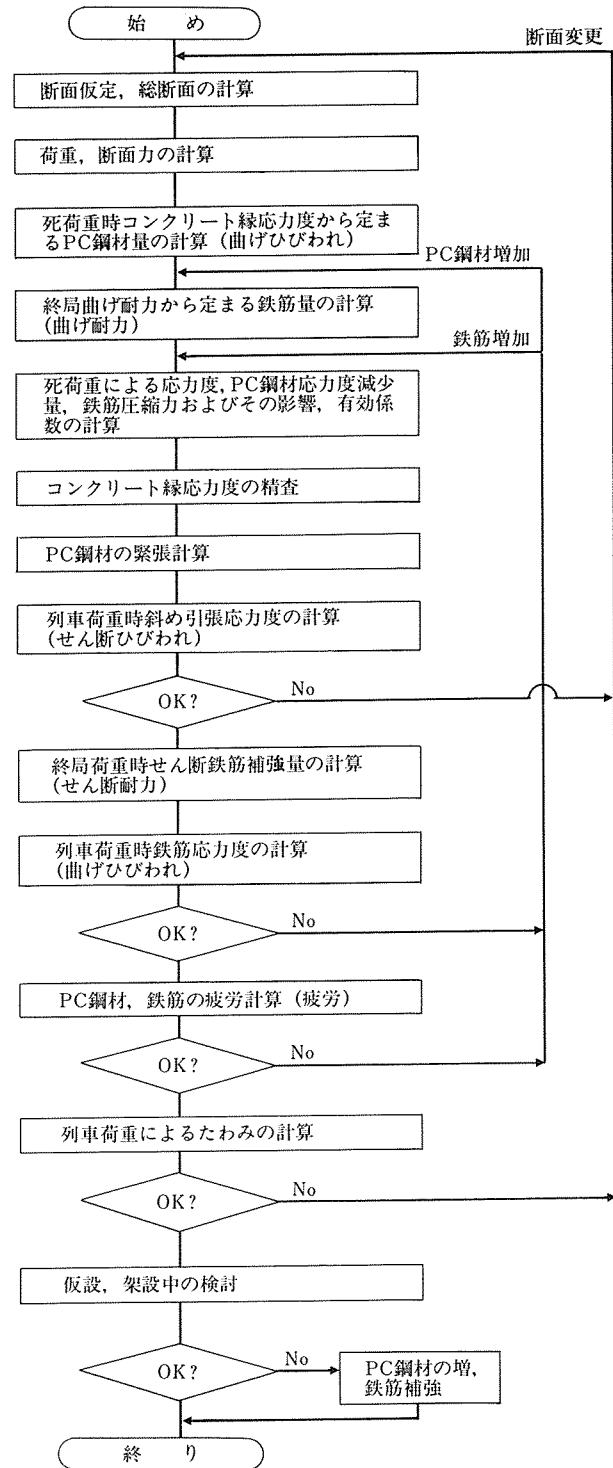 始 め
断面変更
断面仮定，総断面の計算
荷重，断面力の計算
死荷重時コンクリート縁応力度から定ま
るPC鋼材量の計算（曲げひびわれ）
PC鋼材増加
終局曲げ耐力から定まる鉄筋量の計算
(曲げ耐力)
鉄筋増加
死荷重による応力度，PC鋼材応力度減少
量，鉄筋圧縮力およびその影響，有効係
数の計算
コンクリート縁応力度の精査
PC鋼材の緊張計算
列車荷重時斜め引張応力度の計算
(せん断ひびわれ)
OK?
No
終局荷重時せん断鉄筋補強量の計算
(せん断耐力)
列車荷重時鉄筋応力度の計算
(曲げひびわれ)
OK?
No
PC鋼材，鉄筋の疲労計算（疲労）
OK?
No
列車荷重によるたわみの計算
OK?
No
仮設，架設中の検討
OK?
No
PC鋼材の増，
鉄筋補強
終 り